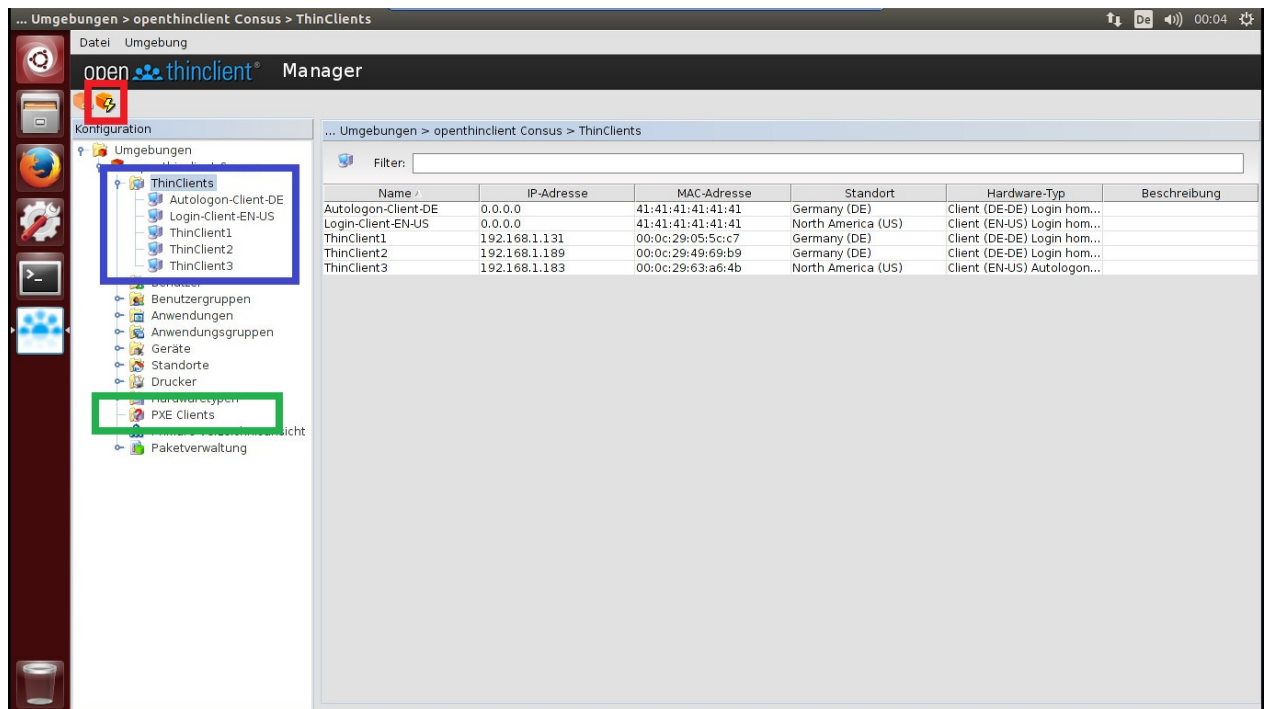 ... Umgebungen > openthinclient Consus > ThinClients De 00:04
Datei Umgebung
open thinclient® Manager
Konfiguration
... Umgebungen > openthinclient Consus > ThinClients
Umgebungen
ThinClients
Autologon-Client-DE
Login-Client-EN-US
ThinClient1
ThinClient2
ThinClient3
Benutzer
Benutzergruppen
Anwendungen
Anwendungsgruppen
Geräte
Standorte
Drucker
Hardwaretypen
PXE Clients
Paketverwaltung
Filter:
Name IP-Adresse MAC-Adresse Standort Hardware-Typ Beschreibung
Autologon-Client-DE 0.0.0.0 41:41:41:41:41:41 Germany (DE) Client (DE-DE) Login hom...
Login-Client-EN-US 0.0.0.0 41:41:41:41:41:41 North America (US) Client (EN-US) Login hom...
ThinClient1 192.168.1.131 00:0c:29:05:5c:c7 Germany (DE) Client (DE-DE) Login hom...
ThinClient2 192.168.1.189 00:0c:29:49:69:b9 Germany (DE) Client (DE-DE) Login hom...
ThinClient3 192.168.1.183 00:0c:29:63:a6:4b North America (US) Client (EN-US) Autologon...